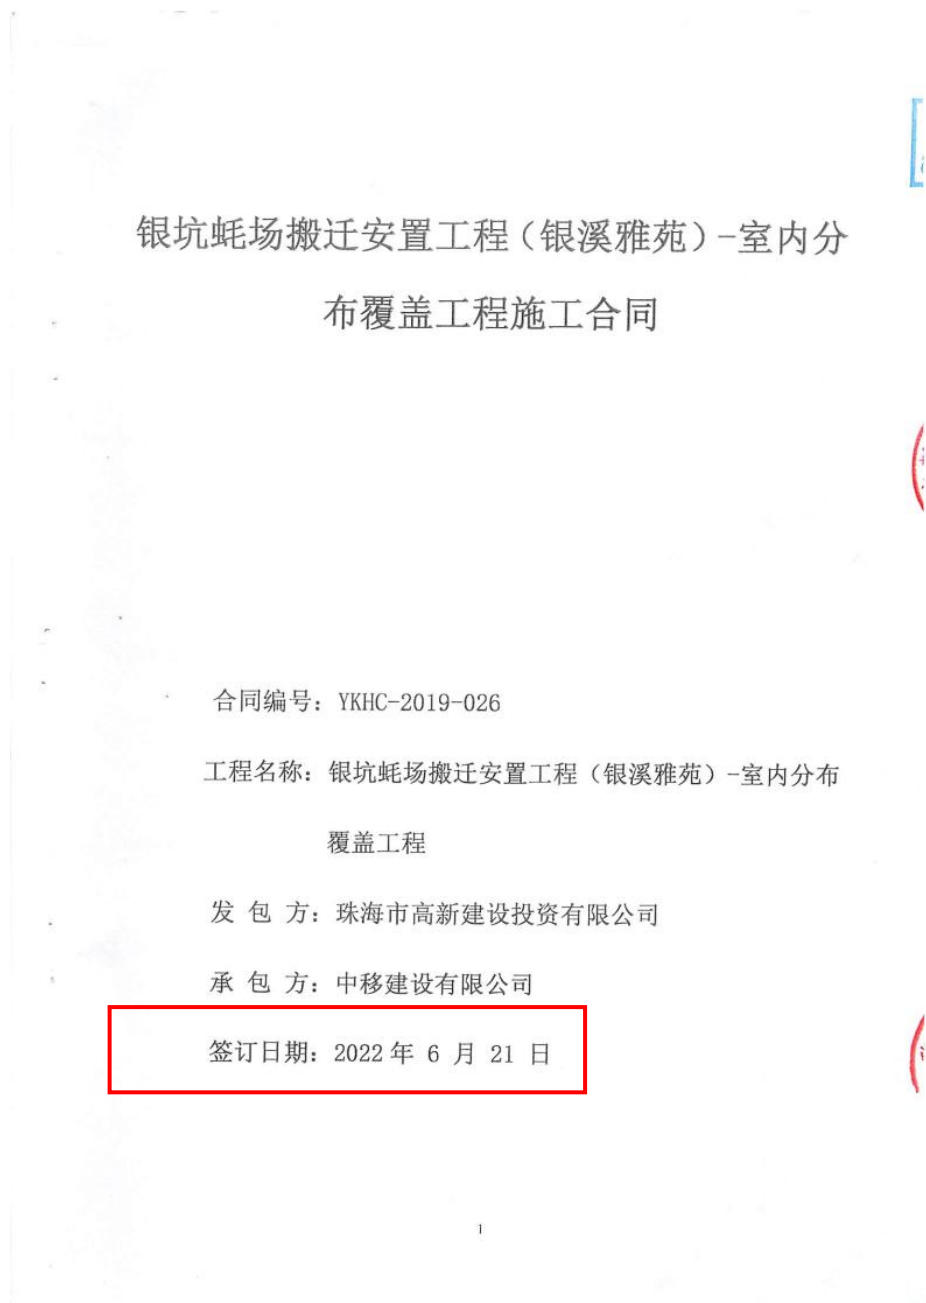 银坑蚝场搬迁安置工程（银溪雅苑）-室内分
布覆盖工程施工合同
合同编号：YKHC-2019-026
工程名称：银坑蚝场搬迁安置工程（银溪雅苑）-室内分布
覆盖工程
发 包 方：珠海市高新建设投资有限公司
承 包 方：中移建设有限公司
签订日期：2022年 6 月 21 日
1